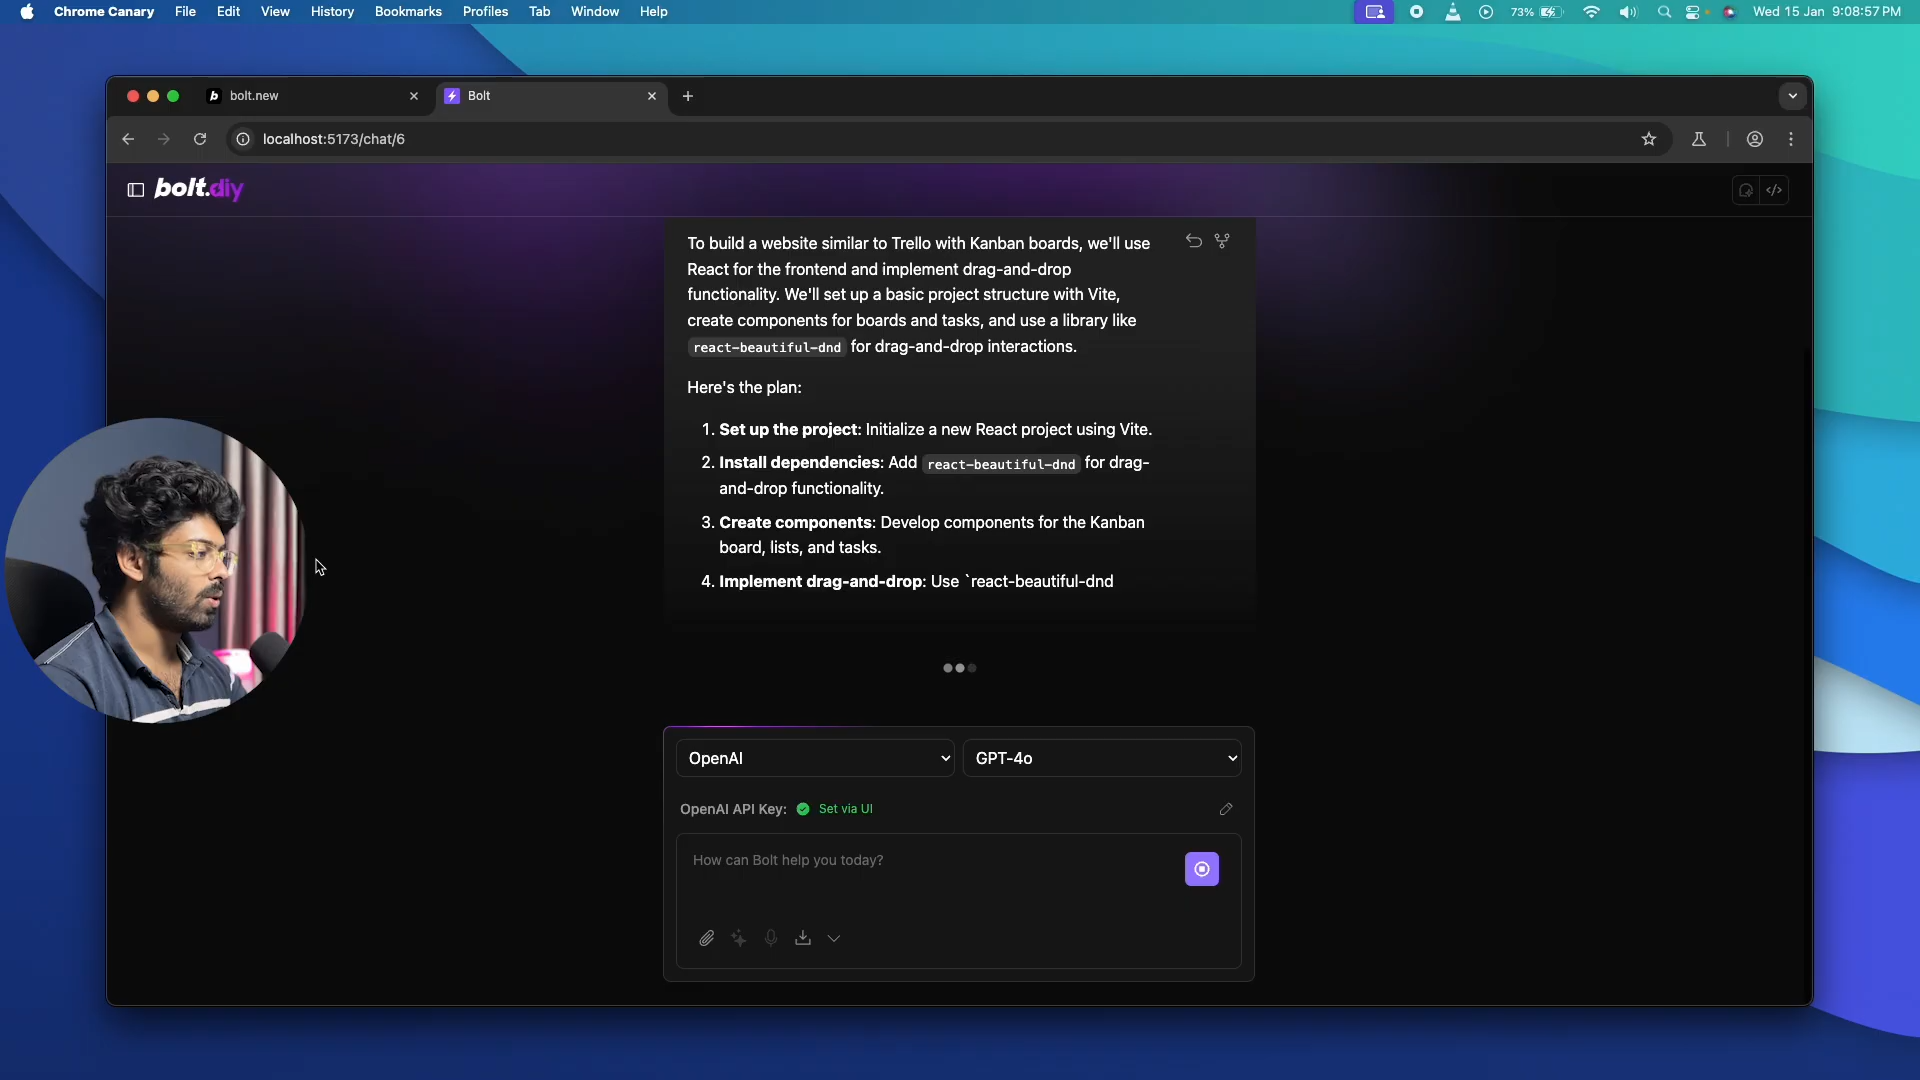 Chrome Canary File Edit View History Bookmarks Profiles Tab Window Help 73% Wed 15 Jan 9:08:57 PM
bolt.new Bolt
localhost:5173/chat/6
bolt.diy
To build a website similar to Trello with Kanban boards, we'll use
React for the frontend and implement drag-and-drop
functionality. We'll set up a basic project structure with Vite,
create components for boards and tasks, and use a library like
react-beautiful-dnd for drag-and-drop interactions.
Here's the plan:
1. Set up the project: Initialize a new React project using Vite.
2. Install dependencies: Add react-beautiful-dnd for drag-
and-drop functionality.
3. Create components: Develop components for the Kanban
board, lists, and tasks.
4. Implement drag-and-drop: Use `react-beautiful-dnd
OpenAI GPT-4o
OpenAI API Key: Set via UI
How can Bolt help you today?